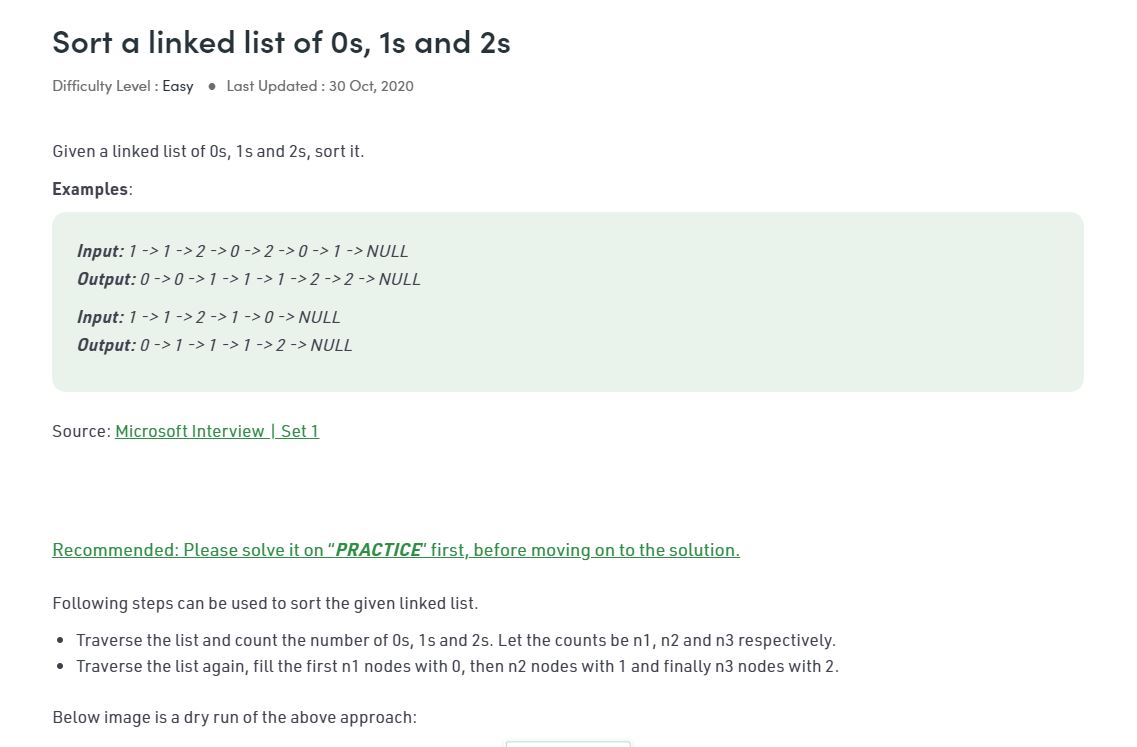 Sort a linked list of 0s, 1s and 2s
Difficulty Level : Easy ● Last Updated : 30 Oct, 2020
Given a linked list of 0s, 1s and 2s, sort it.
Examples:
Input: 1 -> 1 -> 2 -> 0 -> 2 -> 0 -> 1 -> NULL
Output: 0 -> 0 -> 1 -> 1 -> 1 -> 2 -> 2 -> NULL
Input: 1 -> 1 -> 2 -> 1 -> 0 -> NULL
Output: 0 -> 1 -> 1 -> 1 -> 2 -> NULL
Source: Microsoft Interview | Set 1
Recommended: Please solve it on “PRACTICE” first, before moving on to the solution.
Following steps can be used to sort the given linked list.
• Traverse the list and count the number of 0s, 1s and 2s. Let the counts be n1, n2 and n3 respectively.
• Traverse the list again, fill the first n1 nodes with 0, then n2 nodes with 1 and finally n3 nodes with 2.
Below image is a dry run of the above approach: